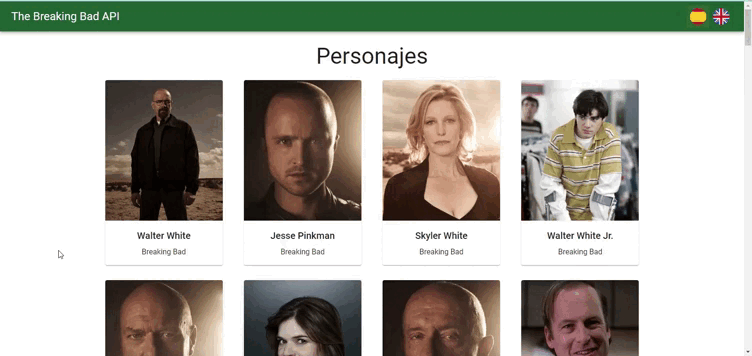 The Breaking Bad API
Personajes
Walter White
Breaking Bad
Jesse Pinkman
Breaking Bad
Skyler White
Breaking Bad
Walter White Jr.
Breaking Bad